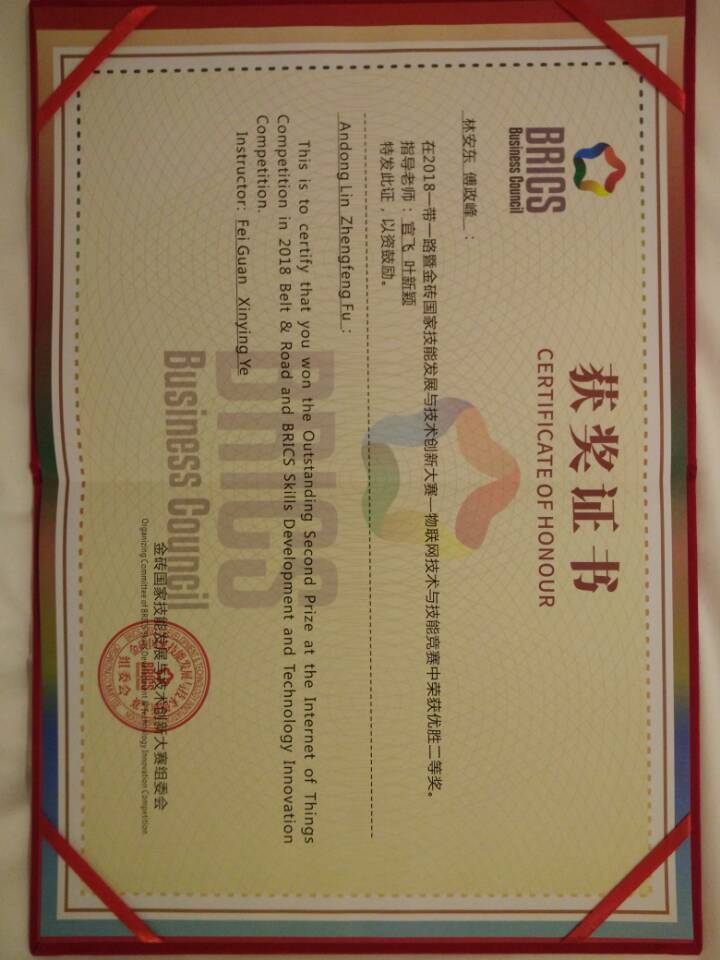 BRICS
Business Council
获奖证书
CERTIFICATE OF HONOUR
林安东 傅政峰 ：
在2018一带一路暨金砖国家技能发展与技术创新大赛—物联网技术与技能竞赛中荣获优胜二等奖。
指导老师：官飞 叶新颖
特发此证，以资鼓励。
Andong Lin Zhengfeng Fu :
This is to certify that you won the Outstanding Second Prize at the Internet of Things
Competition in 2018 Belt & Road and BRICS Skills Development and Technology Innovation
Competition.
Instructor: Fei Guan Xinying Ye
BRICS
Business Council
金砖国家技能发展与技术创新大赛组委会
Organizing Committee of BRICS Skills Development & Technology Innovation Competition
组委会